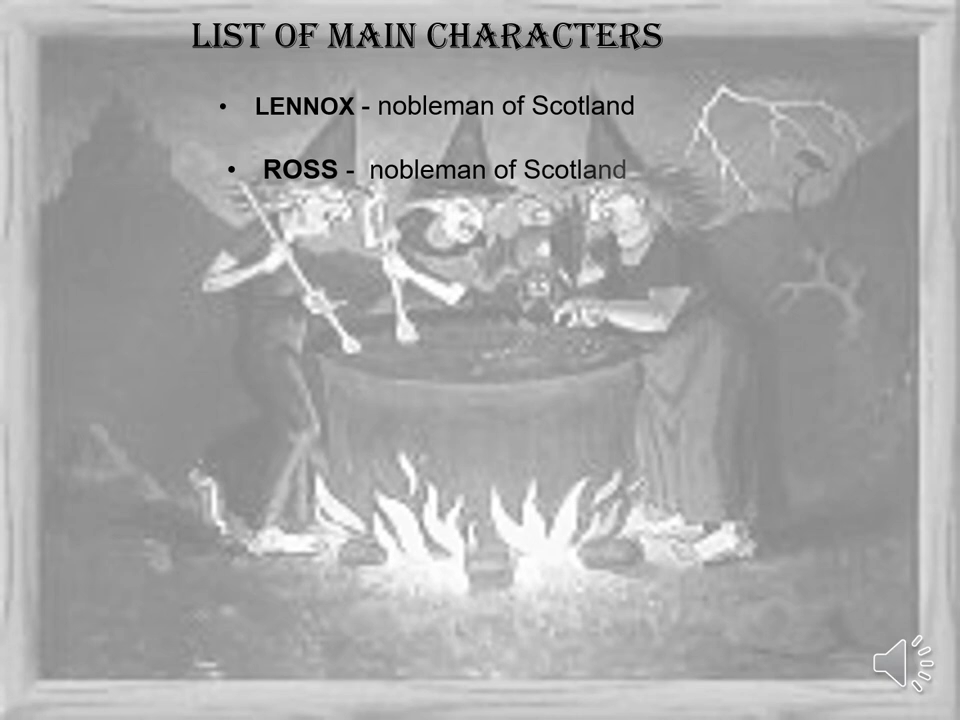 LIST OF MAIN CHARACTERS
• LENNOX - nobleman of Scotland
• ROSS - nobleman of Scotland